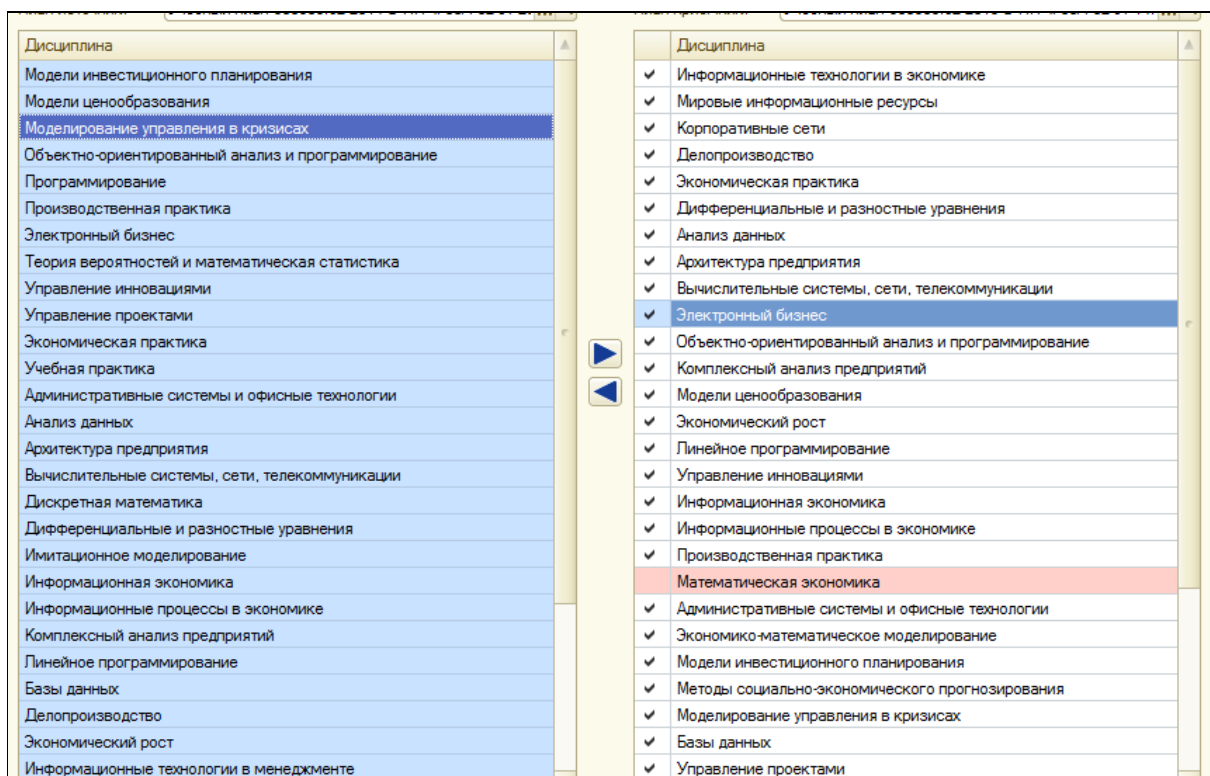 Дисциплина
Модели инвестиционного планирования
Модели ценообразования
Моделирование управления в кризисах
Объектно-ориентированный анализ и программирование
Программирование
Производственная практика
Электронный бизнес
Теория вероятностей и математическая статистика
Управление инновациями
Управление проектами
Экономическая практика
Учебная практика
Административные системы и офисные технологии
Анализ данных
Архитектура предприятия
Вычислительные системы, сети, телекоммуникации
Дискретная математика
Дифференциальные и разностные уравнения
Имитационное моделирование
Информационная экономика
Информационные процессы в экономике
Комплексный анализ предприятий
Линейное программирование
Базы данных
Делопроизводство
Экономический рост
Информационные технологии в менеджменте
Дисциплина
Информационные технологии в экономике
Мировые информационные ресурсы
Корпоративные сети
Делопроизводство
Экономическая практика
Дифференциальные и разностные уравнения
Анализ данных
Архитектура предприятия
Вычислительные системы, сети, телекоммуникации
Электронный бизнес
Объектно-ориентированный анализ и программирование
Комплексный анализ предприятий
Модели ценообразования
Экономический рост
Линейное программирование
Управление инновациями
Информационная экономика
Информационные процессы в экономике
Производственная практика
Математическая экономика
Административные системы и офисные технологии
Экономико-математическое моделирование
Модели инвестиционного планирования
Методы социально-экономического прогнозирования
Моделирование управления в кризисах
Базы данных
Управление проектами